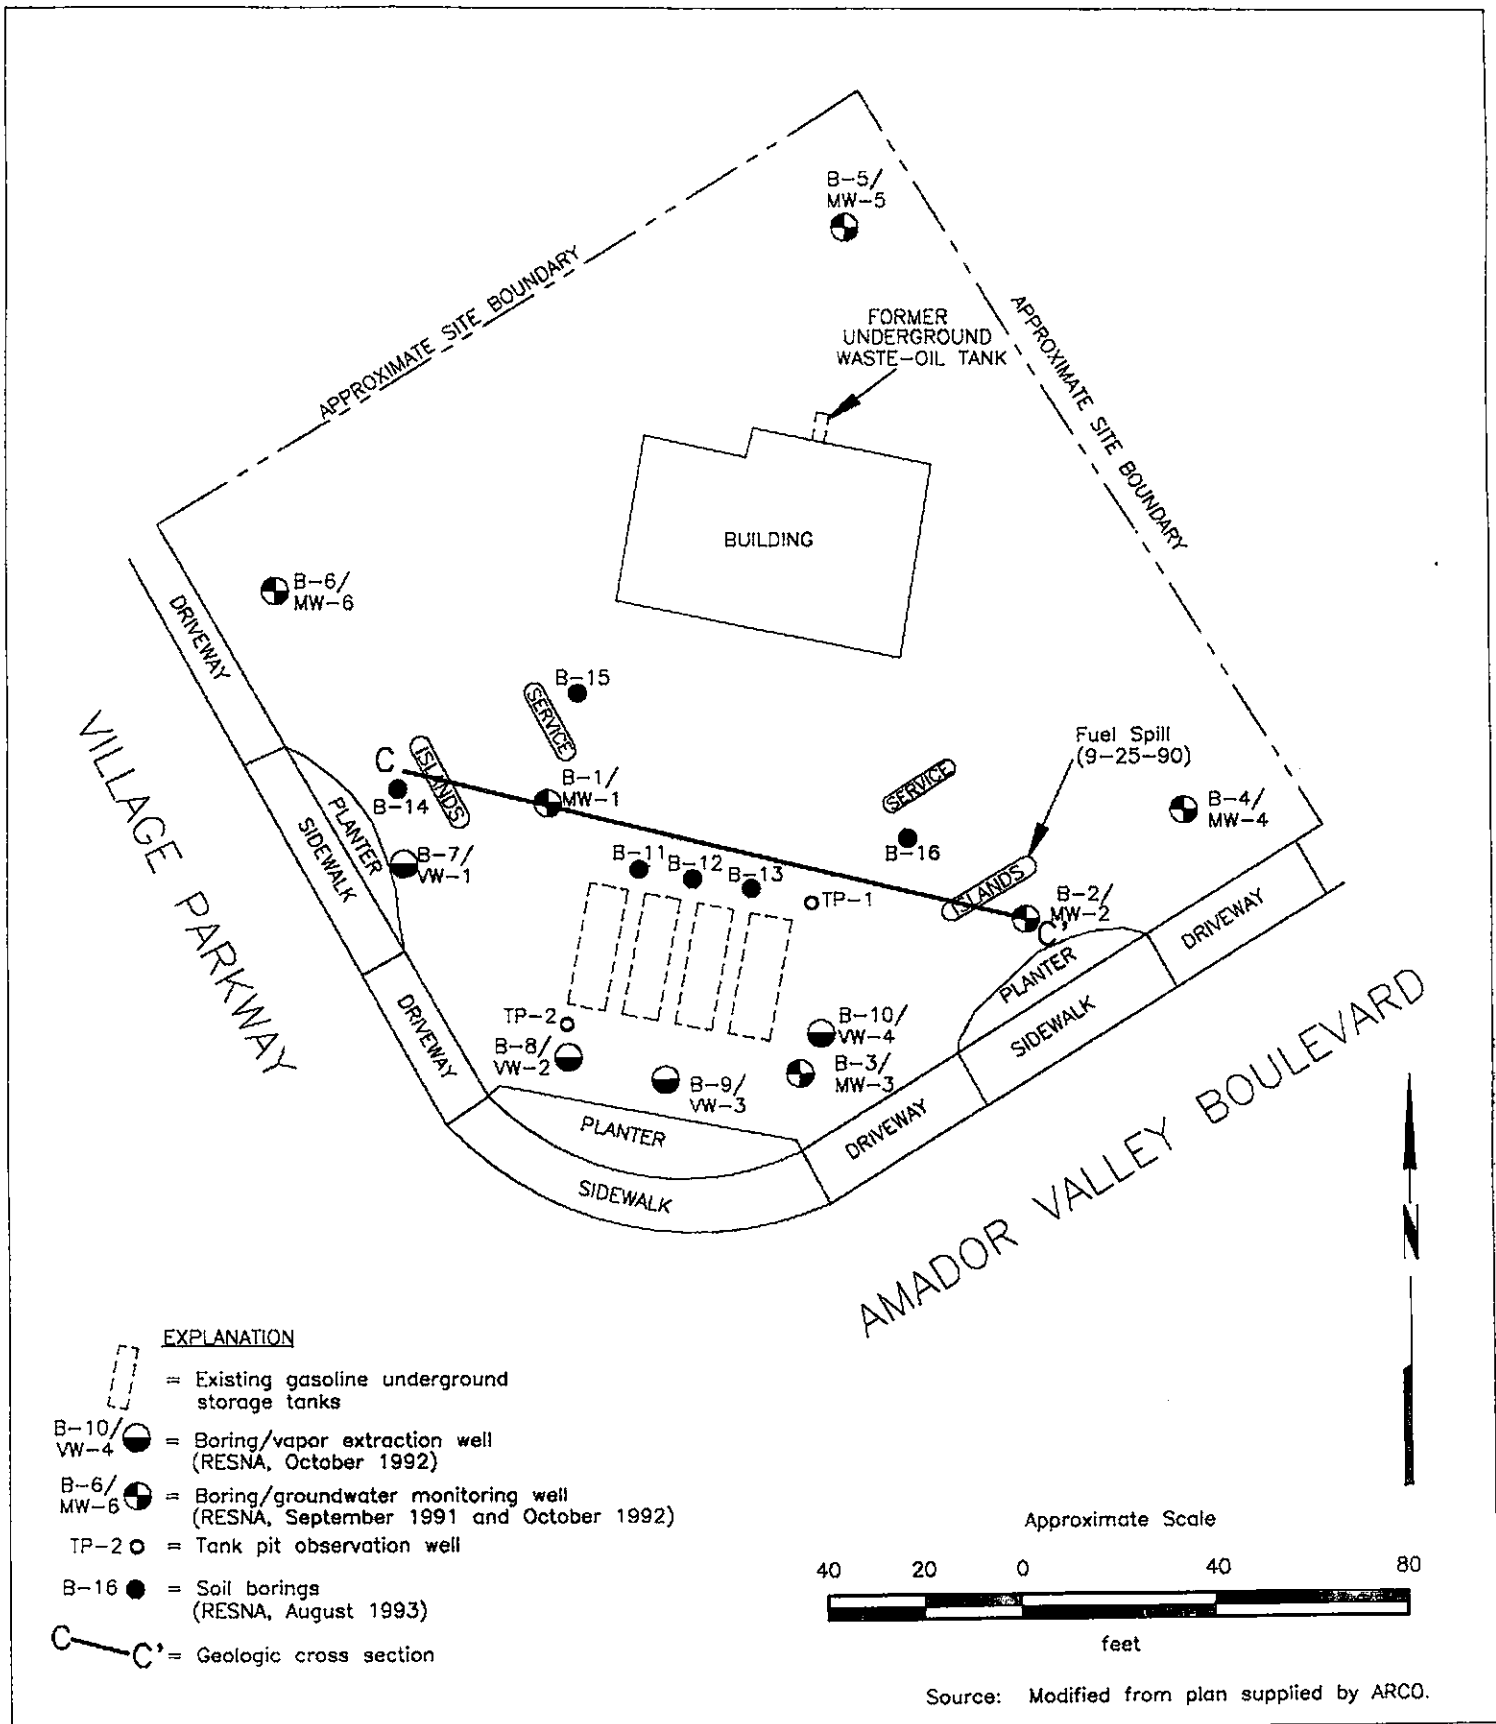 B-5/
MW-5
APPROXIMATE SITE BOUNDARY
APPROXIMATE SITE BOUNDARY
FORMER
UNDERGROUND
WASTE-OIL TANK
BUILDING
B-6/
MW-6
DRIVEWAY
B-15
SERVICE
C
ISLANDS
B-14
B-1/
MW-1
Fuel Spill
(9-25-90)
SERVICE
B-4/
MW-4
B-16
VILLAGE PARKWAY
PLANTER
SIDEWALK
B-7/
VW-1
B-11
B-12
B-13
TP-1
ISLANDS
B-2/
MW-2
C'
DRIVEWAY
PLANTER
SIDEWALK
DRIVEWAY
TP-2
B-8/
VW-2
B-9/
VW-3
B-10/
VW-4
B-3/
MW-3
PLANTER
DRIVEWAY
SIDEWALK
AMADOR VALLEY BOULEVARD
N
EXPLANATION
= Existing gasoline underground
storage tanks
B-10/
VW-4
= Boring/vapor extraction well
(RESNA, October 1992)
B-6/
MW-6
= Boring/groundwater monitoring well
(RESNA, September 1991 and October 1992)
TP-2 = Tank pit observation well
B-16 = Soil borings
(RESNA, August 1993)
C C' = Geologic cross section
Approximate Scale
40 20 0 40 80
feet
Source: Modified from plan supplied by ARCO.